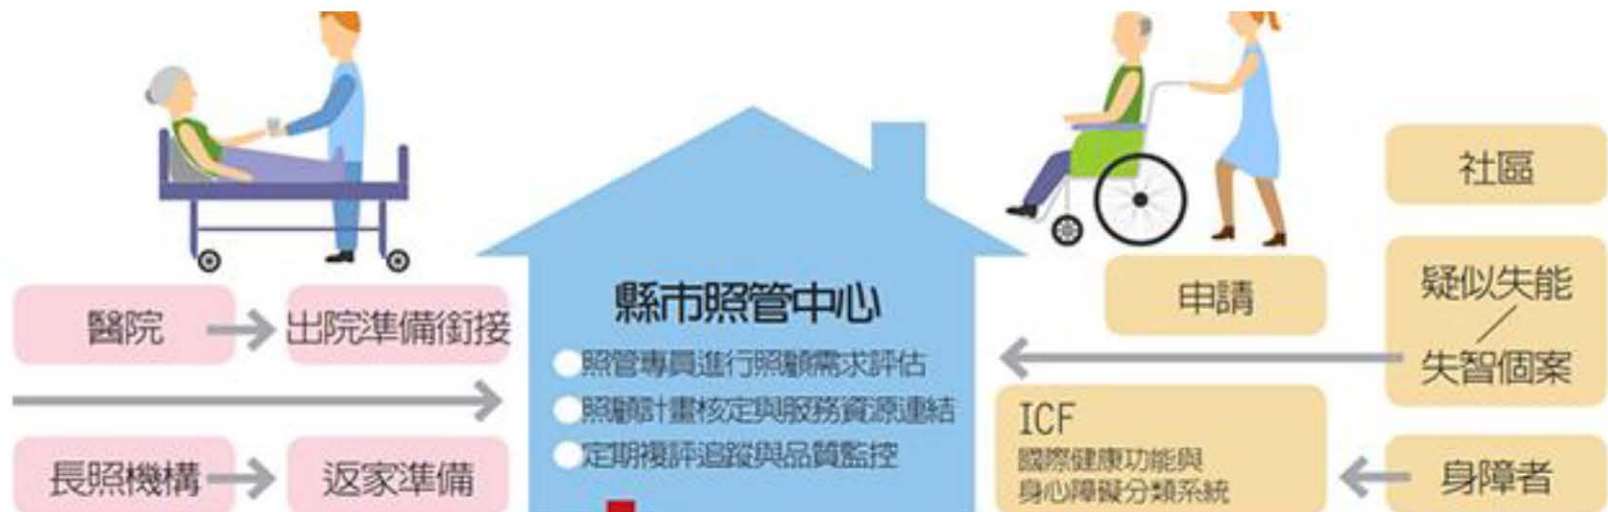 醫院
出院準備銜接
長照機構
返家準備
縣市照管中心
照管專員進行照顧需求評估
照顧計畫核定與服務資源連結
定期複評追蹤與品質監控
申請
ICF
國際健康功能與
身心障礙分類系統
社區
疑似失能
/
失智個案
身障者